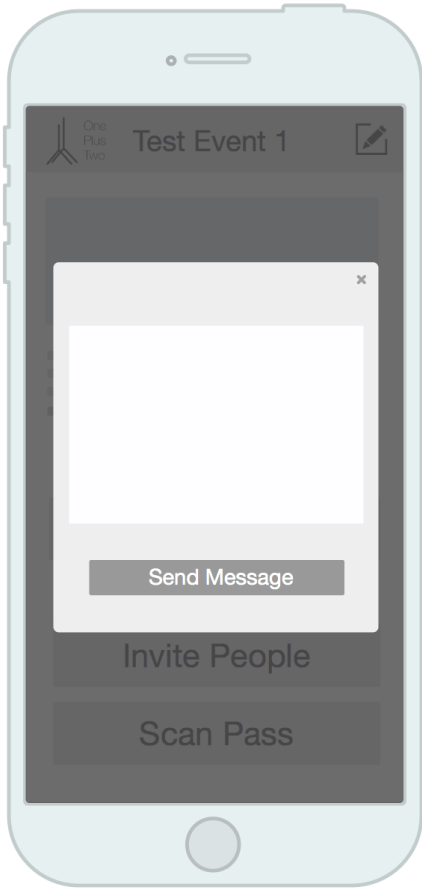 One
Plus
Two
Test Event 1
Send Message
Invite People
Scan Pass